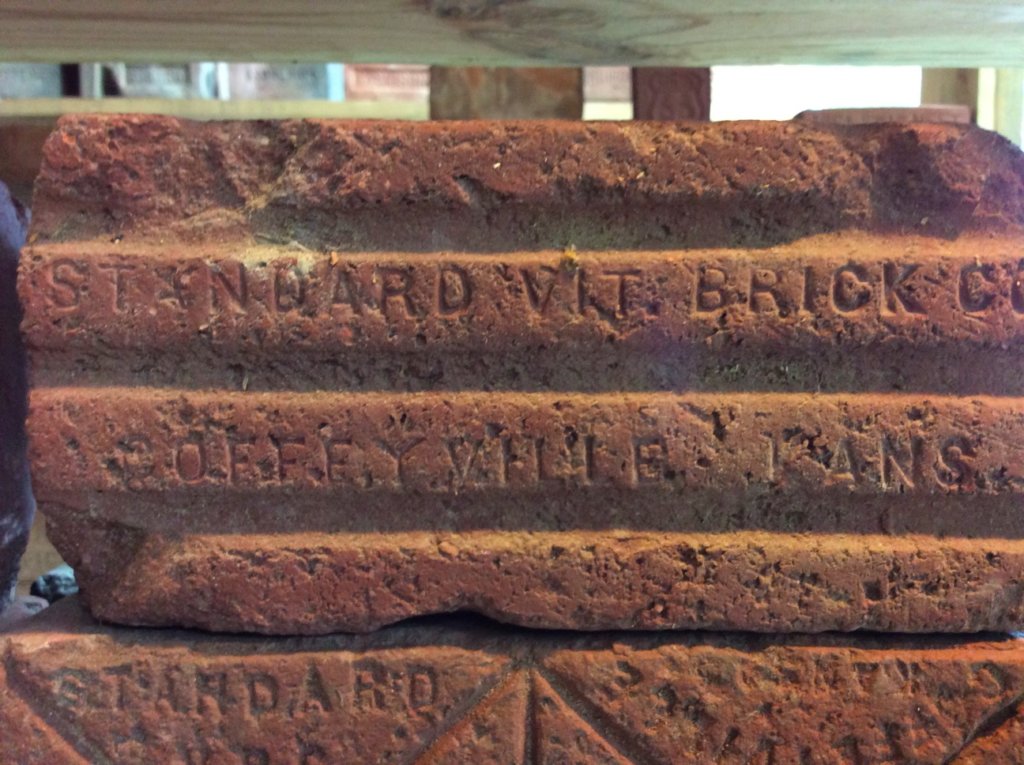 STANDARD VIT. BRICK CO
COFFEYVILLE KANS.
STANDARD